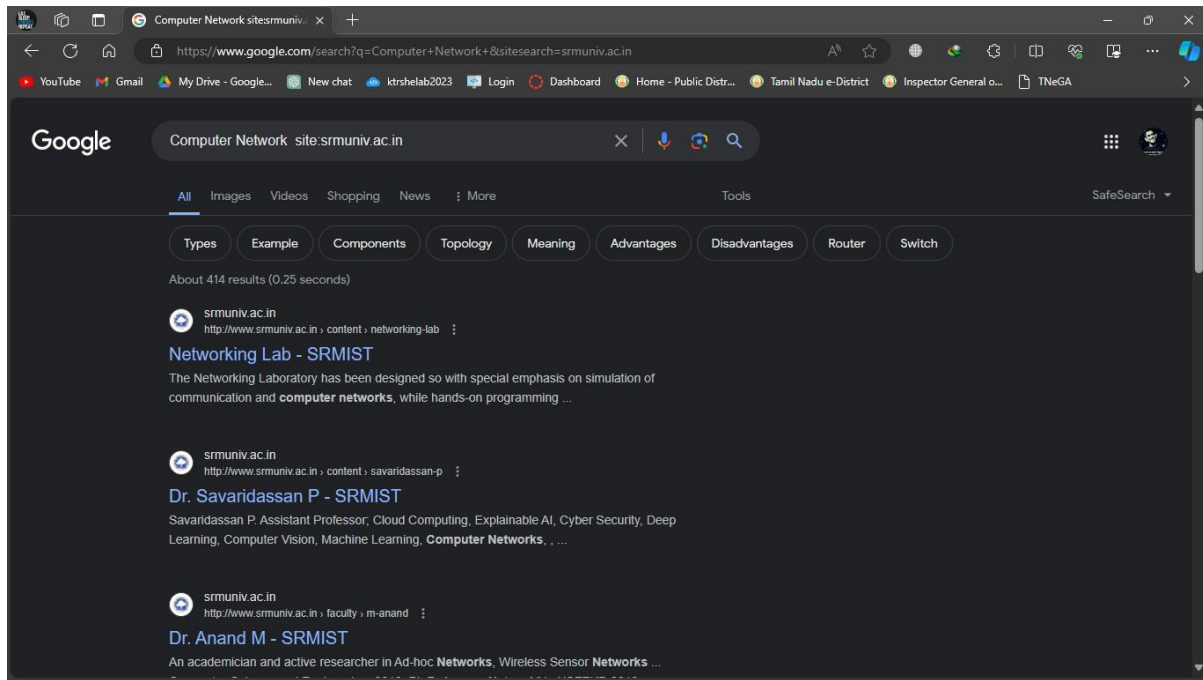 Computer Network site:srmuniv.a
https://www.google.com/search?q=Computer+Network+&sitesearch=srmuniv.ac.in
YouTube Gmail My Drive - Google... New chat ktrshelab2023 Login Dashboard Home - Public Distr... Tamil Nadu e-District Inspector General o... TNeGA
Google Computer Network site:srmuniv.ac.in
All Images Videos Shopping News More Tools SafeSearch
Types Example Components Topology Meaning Advantages Disadvantages Router Switch
About 414 results (0.25 seconds)
srmuniv.ac.in
http://www.srmuniv.ac.in › content › networking-lab
Networking Lab - SRMIST
The Networking Laboratory has been designed so with special emphasis on simulation of
communication and computer networks, while hands-on programming ...
srmuniv.ac.in
http://www.srmuniv.ac.in › content › savaridassan-p
Dr. Savaridassan P - SRMIST
Savaridassan P. Assistant Professor; Cloud Computing, Explainable AI, Cyber Security, Deep
Learning, Computer Vision, Machine Learning, Computer Networks, , ...
srmuniv.ac.in
http://www.srmuniv.ac.in › faculty › m-anand
Dr. Anand M - SRMIST
An academician and active researcher in Ad-hoc Networks, Wireless Sensor Networks ...